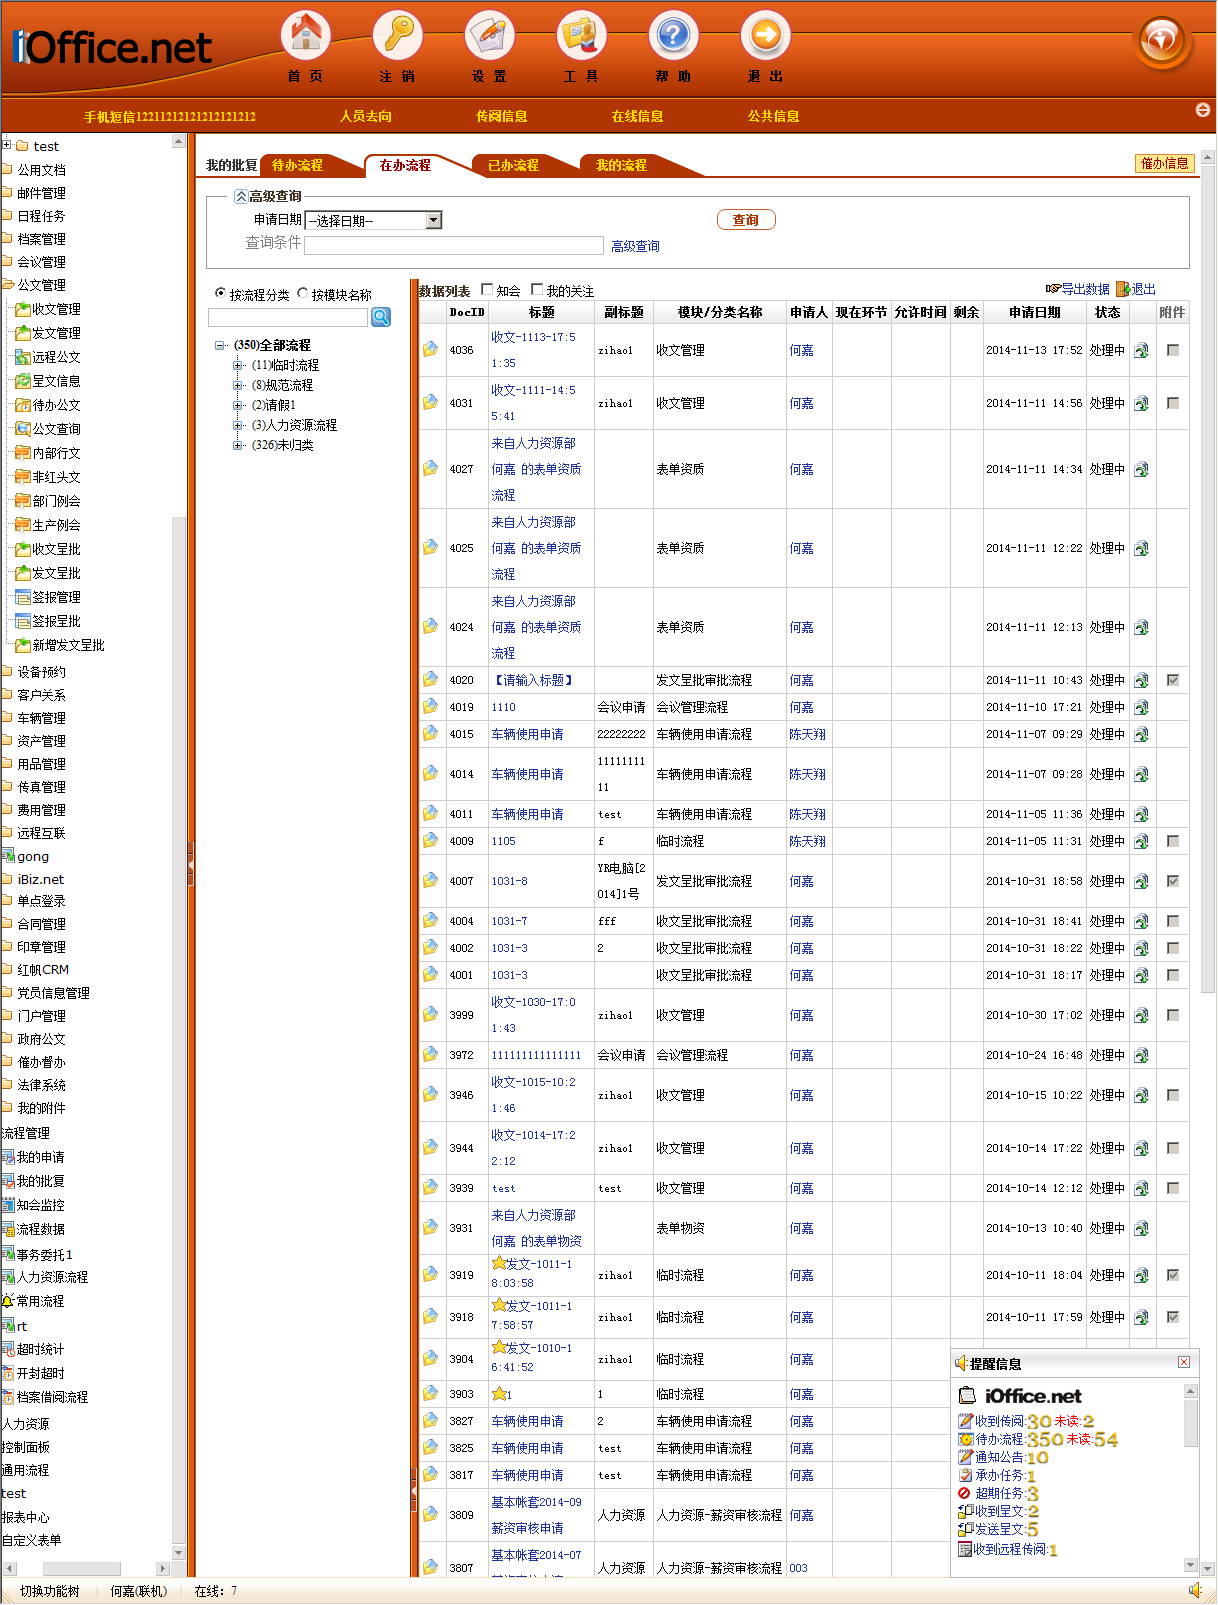 iOffice.net
首 页 注 销 设 置 工 具 帮 助 退 出
手机短信12211212121212121212 人员去向 传阅信息 在线信息 公共信息
test
公用文档
邮件管理
日程任务
档案管理
会议管理
公文管理
收文管理
发文管理
远程公文
呈文信息
待办公文
公文查询
内部行文
非红头文
部门例会
生产例会
收文呈批
发文呈批
签报管理
签报呈批
新增发文呈批
设备预约
客户关系
车辆管理
资产管理
用品管理
传真管理
费用管理
远程互联
gong
iBiz.net
单点登录
合同管理
印章管理
红帆CRM
党员信息管理
门户管理
政府公文
催办督办
法律系统
我的附件
流程管理
我的申请
我的批复
知会监控
流程数据
事务委托1
人力资源流程
常用流程
rt
超时统计
开封超时
档案借阅流程
人力资源
控制面板
通用流程
test
报表中心
自定义表单
我的批复 待办流程 在办流程 已办流程 我的流程 催办信息
高级查询
申请日期 --选择日期-- 查询
查询条件 高级查询
按流程分类 按模块名称
(350)全部流程
(11)临时流程
(8)规范流程
(2)请假1
(3)人力资源流程
(326)未归类
数据列表 知会 我的关注 导出数据 退出
DocID 标题 副标题 模块/分类名称 申请人 现在环节 允许时间 剩余 申请日期 状态 附件
4036 收文-1113-17:51:35 zihao1 收文管理 何嘉 2014-11-13 17:52 处理中
4031 收文-1111-14:55:41 zihao1 收文管理 何嘉 2014-11-11 14:56 处理中
4027 来自人力资源部何嘉 的表单资质流程 表单资质 何嘉 2014-11-11 14:34 处理中
4025 来自人力资源部何嘉 的表单资质流程 表单资质 何嘉 2014-11-11 12:22 处理中
4024 来自人力资源部何嘉 的表单资质流程 表单资质 何嘉 2014-11-11 12:13 处理中
4020 【请输入标题】 发文呈批审批流程 何嘉 2014-11-11 10:43 处理中
4019 1110 会议申请 会议管理流程 何嘉 2014-11-10 17:21 处理中
4015 车辆使用申请 22222222 车辆使用申请流程 陈天翔 2014-11-07 09:29 处理中
4014 车辆使用申请 1111111111 车辆使用申请流程 陈天翔 2014-11-07 09:28 处理中
4011 车辆使用申请 test 车辆使用申请流程 陈天翔 2014-11-05 11:36 处理中
4009 1105 f 临时流程 陈天翔 2014-11-05 11:31 处理中
4007 1031-8 YR电脑[2014]1号 发文呈批审批流程 何嘉 2014-10-31 18:58 处理中
4004 1031-7 fff 收文呈批审批流程 何嘉 2014-10-31 18:41 处理中
4002 1031-3 2 收文呈批审批流程 何嘉 2014-10-31 18:22 处理中
4001 1031-3 收文呈批审批流程 何嘉 2014-10-31 18:17 处理中
3999 收文-1030-17:01:43 zihao1 收文管理 何嘉 2014-10-30 17:02 处理中
3972 111111111111111 会议申请 会议管理流程 何嘉 2014-10-24 16:48 处理中
3946 收文-1015-10:21:46 zihao1 收文管理 何嘉 2014-10-15 10:22 处理中
3944 收文-1014-17:22:12 zihao1 收文管理 何嘉 2014-10-14 17:22 处理中
3939 test test 收文管理 何嘉 2014-10-14 12:12 处理中
3931 来自人力资源部何嘉 的表单物资 表单物资 何嘉 2014-10-13 10:40 处理中
3919 发文-1011-18:03:58 zihao1 临时流程 何嘉 2014-10-11 18:04 处理中
3918 发文-1011-17:58:57 zihao1 临时流程 何嘉 2014-10-11 17:59 处理中
3904 发文-1010-16:41:52 zihao1 临时流程 何嘉
3903 1 1 临时流程 何嘉
3827 车辆使用申请 2 车辆使用申请流程 何嘉
3825 车辆使用申请 test 车辆使用申请流程 何嘉
3817 车辆使用申请 test 车辆使用申请流程 何嘉
3809 基本帐套2014-09薪资审核申请 人力资源 人力资源-薪资审核流程 何嘉
3807 基本帐套2014-07 人力资源 人力资源-薪资审核流程 003
提醒信息
iOffice.net
收到传阅:30 未读:2
待办流程:350 未读:54
通知公告:10
承办任务:1
超期任务:3
收到呈文:2
发送呈文:5
收到远程传阅:1
切换功能树 何嘉(联机) 在线: 7